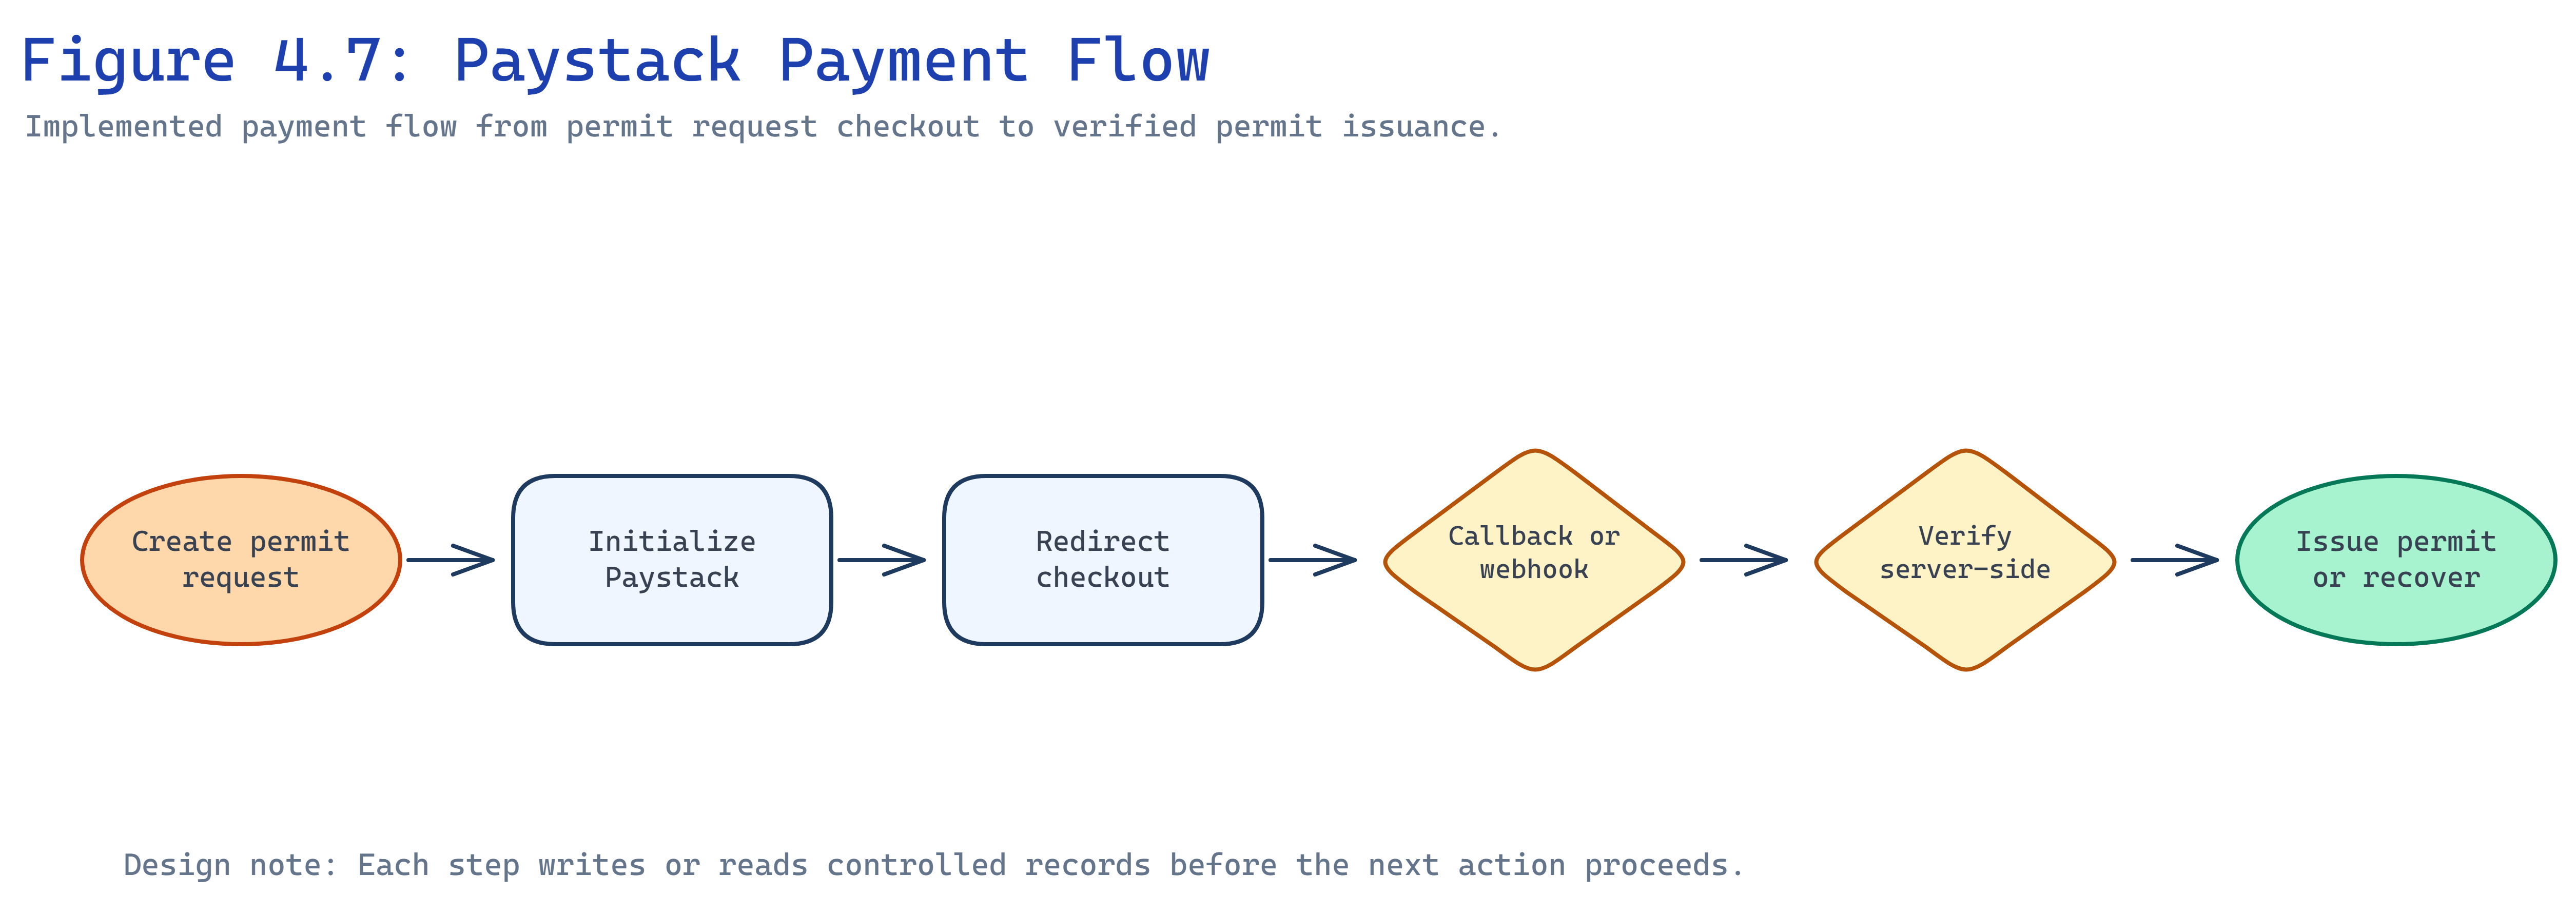 Figure 4.7: Paystack Payment Flow
Implemented payment flow from permit request checkout to verified permit issuance.
Create permit
request
Initialize
Paystack
Redirect
checkout
Callback or
webhook
Verify
server-side
Issue permit
or recover
Design note: Each step writes or reads controlled records before the next action proceeds.